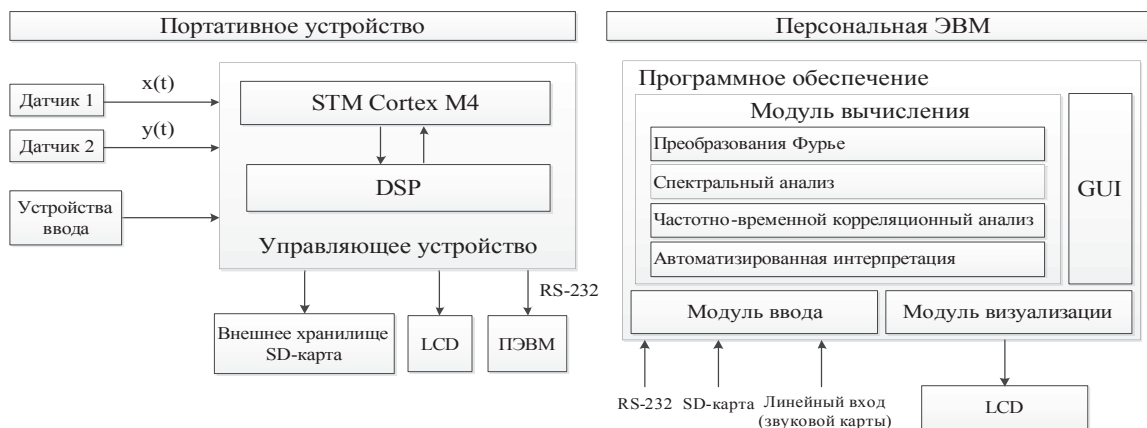 Портативное устройство
Датчик 1
x(t)
Датчик 2
y(t)
Устройства
ввода
STM Cortex M4
DSP
Управляющее устройство
RS-232
Внешнее хранилище
SD-карта
LCD
ПЭВМ
Персональная ЭВМ
Программное обеспечение
Модуль вычисления
Преобразования Фурье
Спектральный анализ
Частотно-временной корреляционный анализ
Автоматизированная интерпретация
GUI
Модуль ввода
Модуль визуализации
RS-232
SD-карта
Линейный вход
(звуковой карты)
LCD